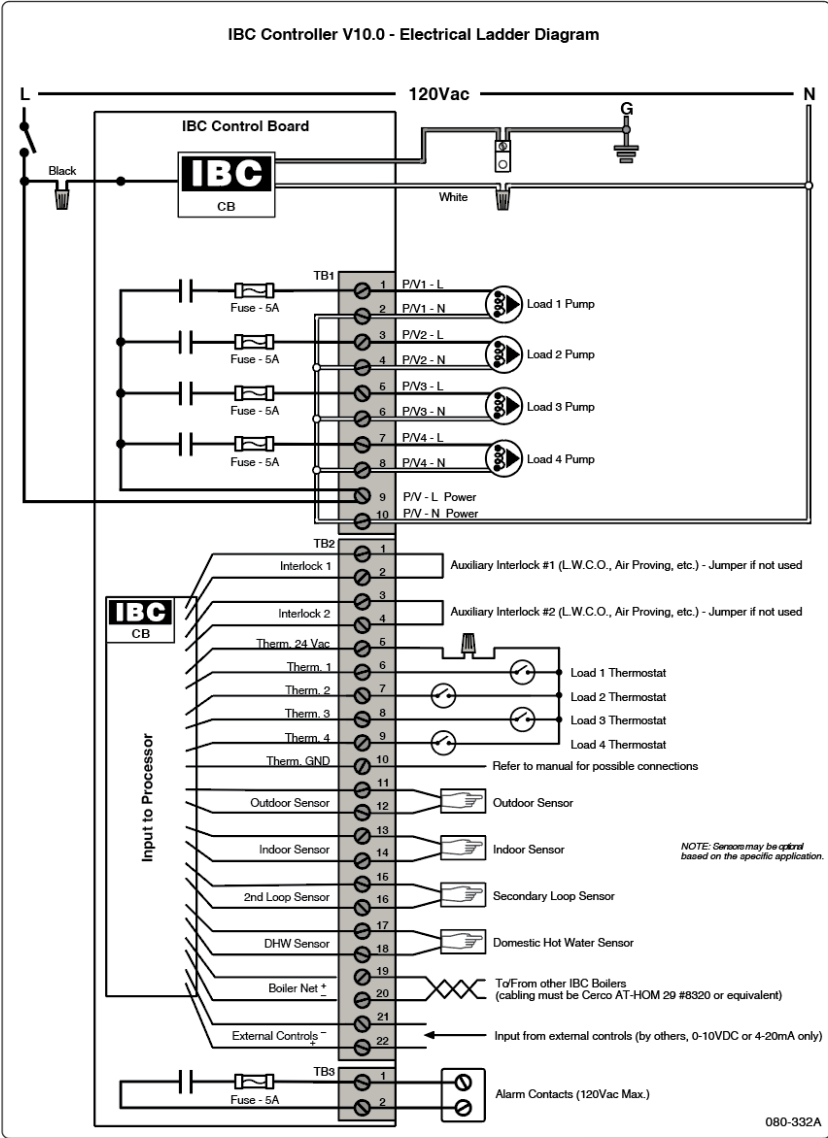 IBC Controller V10.0 - Electrical Ladder Diagram
L 120Vac N
G
IBC Control Board
Black
IBC
CB
White
TB1
Fuse - 5A
1 P/V1 - L
2 P/V1 - N
Load 1 Pump
Fuse - 5A
3 P/V2 - L
4 P/V2 - N
Load 2 Pump
Fuse - 5A
5 P/V3 - L
6 P/V3 - N
Load 3 Pump
Fuse - 5A
7 P/V4 - L
8 P/V4 - N
Load 4 Pump
9 P/V - L Power
10 P/V - N Power
TB2
IBC
CB
Input to Processor
Interlock 1
1
2
Auxiliary Interlock #1 (L.W.C.O., Air Proving, etc.) - Jumper if not used
Interlock 2
3
4
Auxiliary Interlock #2 (L.W.C.O., Air Proving, etc.) - Jumper if not used
Therm. 24 Vac 5
Therm. 1 6 Load 1 Thermostat
Therm. 2 7 Load 2 Thermostat
Therm. 3 8 Load 3 Thermostat
Therm. 4 9 Load 4 Thermostat
Therm. GND 10 Refer to manual for possible connections
Outdoor Sensor
11
12
Outdoor Sensor
Indoor Sensor
13
14
Indoor Sensor
NOTE: Sensors may be optional
based on the specific application.
2nd Loop Sensor
15
16
Secondary Loop Sensor
DHW Sensor
17
18
Domestic Hot Water Sensor
Boiler Net +
–
19
20
To/From other IBC Boilers
(cabling must be Cerco AT-HOM 29 #8320 or equivalent)
External Controls –
+
21
22
Input from external controls (by others, 0-10VDC or 4-20mA only)
TB3
Fuse - 5A
1
2
Alarm Contacts (120Vac Max.)
080-332A